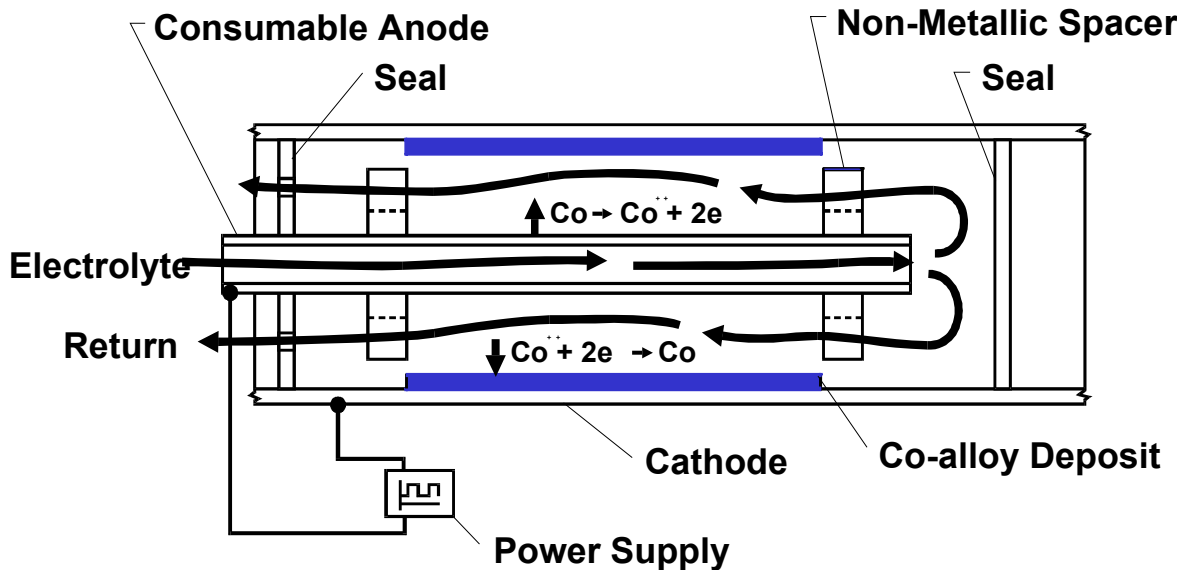 Consumable Anode
Non-Metallic Spacer
Seal
Seal
Co → Co⁺⁺ + 2e
Electrolyte
Return
Co⁺⁺ + 2e → Co
Cathode
Co-alloy Deposit
Power Supply